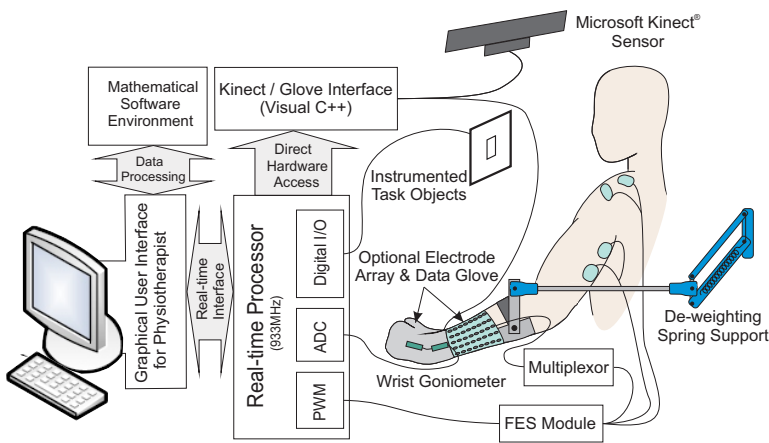 Microsoft Kinect®
Sensor
Mathematical
Software
Environment
Kinect / Glove Interface
(Visual C++)
Data
Processing
Direct
Hardware
Access
Instrumented
Task Objects
Graphical User Interface
for Physiotherapist
Real-time
Interface
Real-time Processor
(933MHz)
Digital I/O
ADC
PWM
Optional Electrode
Array & Data Glove
De-weighting
Spring Support
Wrist Goniometer
Multiplexor
FES Module